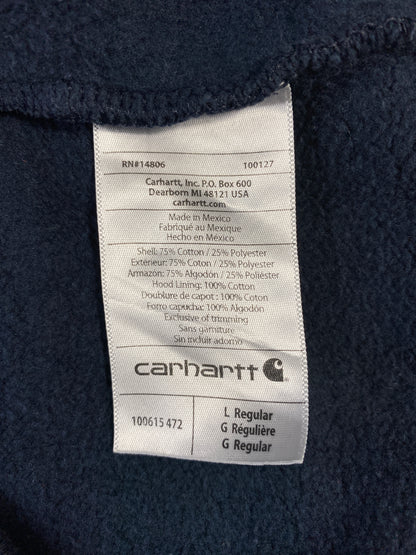 RN#14806 100127
Carhartt, Inc. P.O. Box 600
Dearborn MI 48121 USA
carhartt.com
Made in Mexico
Fabriqué au Mexique
Hecho en México
Shell: 75% Cotton / 25% Polyester
Extérieur: 75% Coton / 25% Polyester
Armazón: 75% Algodón / 25% Poliéster
Hood Lining: 100% Cotton
Doublure de capot : 100% Coton
Forro capucha: 100% Algodón
Exclusive of trimming
Sans garniture
Sin incluir adorno
carhartt
100615 472
L Regular
G Régulière
G Regular